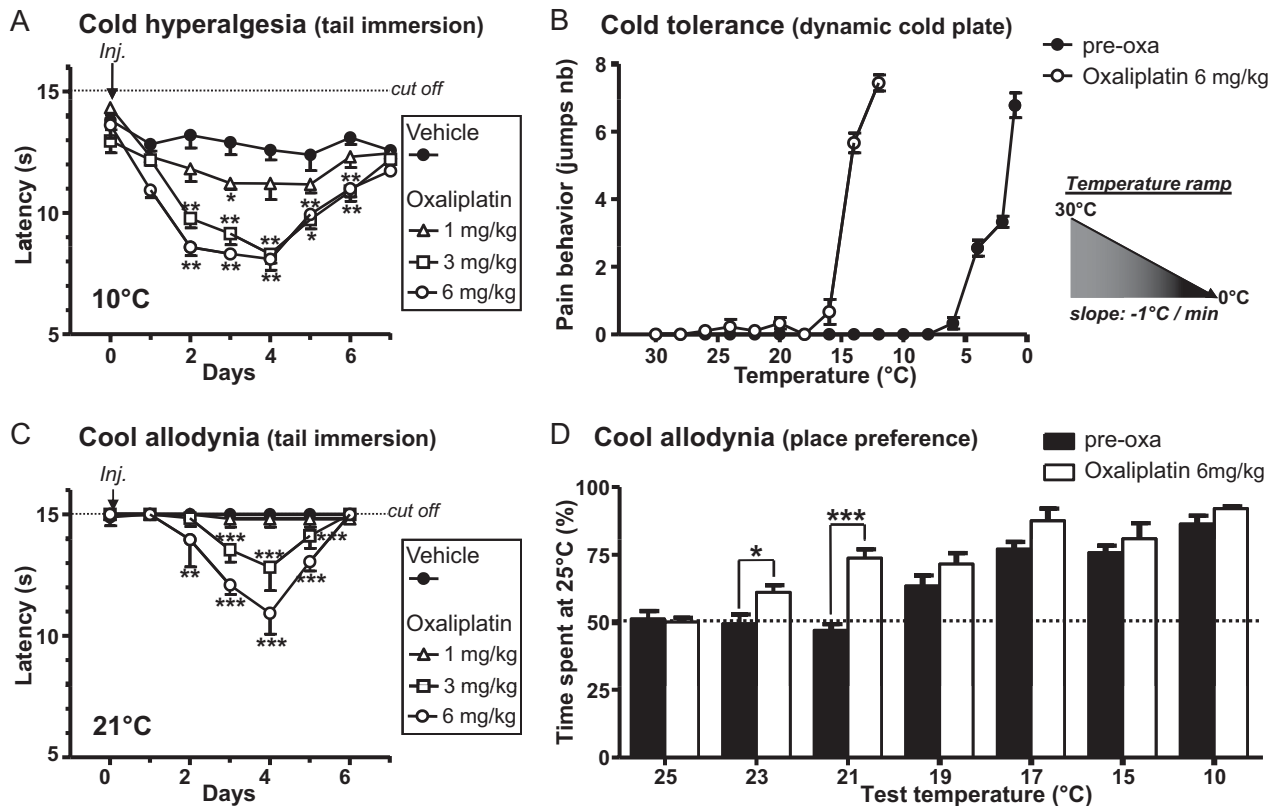 A
Cold hyperalgesia (tail immersion)
Inj.
cut off
15
10
5
Latency (s)
**
**
*
**
**
**
**
**
**
*
**
**
10°C
0 2 4 6
Days
Vehicle
Oxaliplatin
1 mg/kg
3 mg/kg
6 mg/kg
B
Cold tolerance (dynamic cold plate)
pre-oxa
Oxaliplatin 6 mg/kg
8
6
4
2
0
Pain behavior (jumps nb)
30 25 20 15 10 5 0
Temperature (°C)
Temperature ramp
30°C
0°C
slope: -1°C / min
C
Cool allodynia (tail immersion)
Inj.
cut off
15
10
5
Latency (s)
***
***
***
**
***
***
***
21°C
0 2 4 6
Days
Vehicle
Oxaliplatin
1 mg/kg
3 mg/kg
6 mg/kg
D
Cool allodynia (place preference)
pre-oxa
Oxaliplatin 6mg/kg
100
75
50
25
0
Time spent at 25°C (%)
*
***
25 23 21 19 17 15 10
Test temperature (°C)